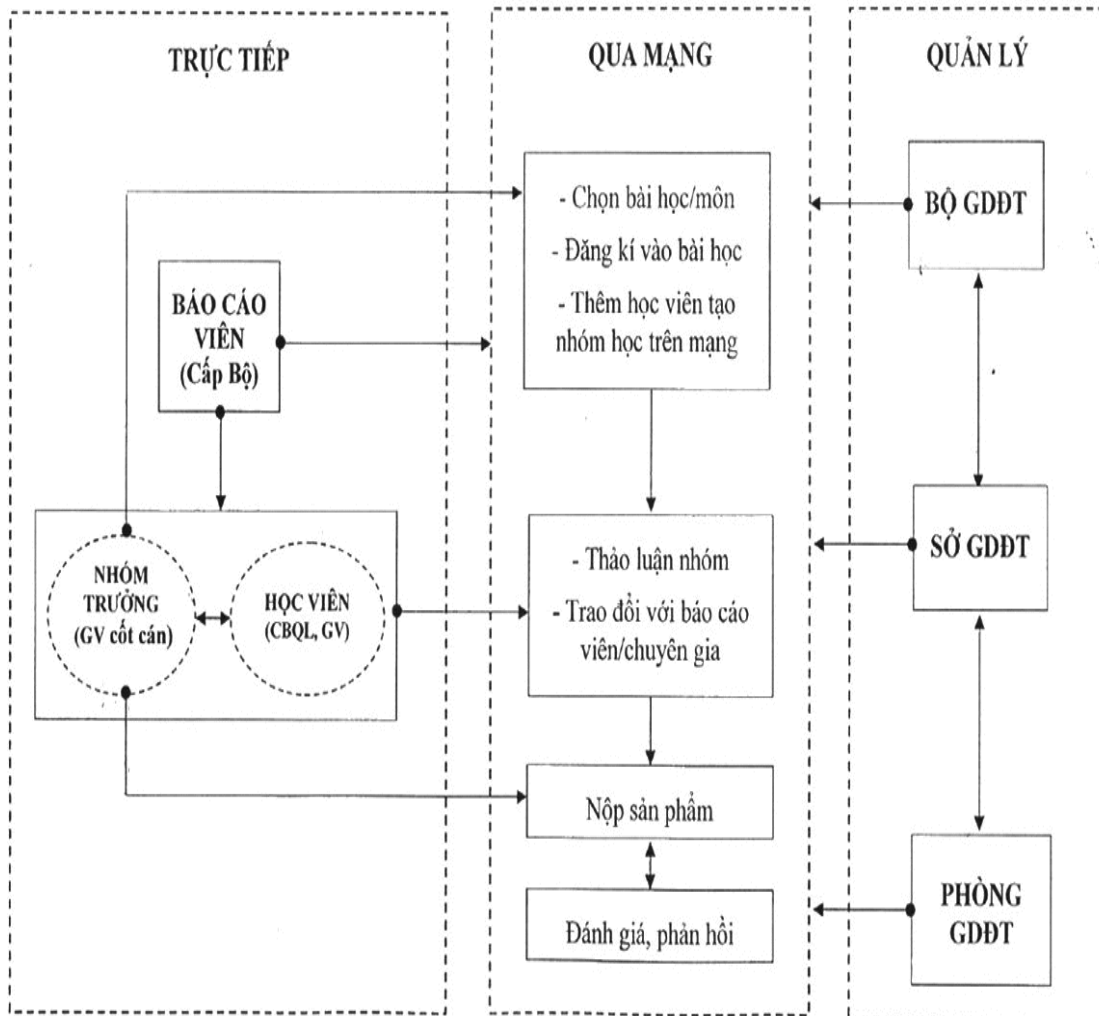 TRỰC TIẾP
BÁO CÁO
VIÊN
(Cấp Bộ)
NHÓM
TRƯỞNG
(GV cốt cán)
HỌC VIÊN
(CBQL, GV)
QUA MẠNG
- Chọn bài học/môn
- Đăng kí vào bài học
- Thêm học viên tạo
nhóm học trên mạng
- Thảo luận nhóm
- Trao đổi với báo cáo
viên/chuyên gia
Nộp sản phẩm
Đánh giá, phản hồi
QUẢN LÝ
BỘ GDĐT
SỞ GDĐT
PHÒNG
GDĐT